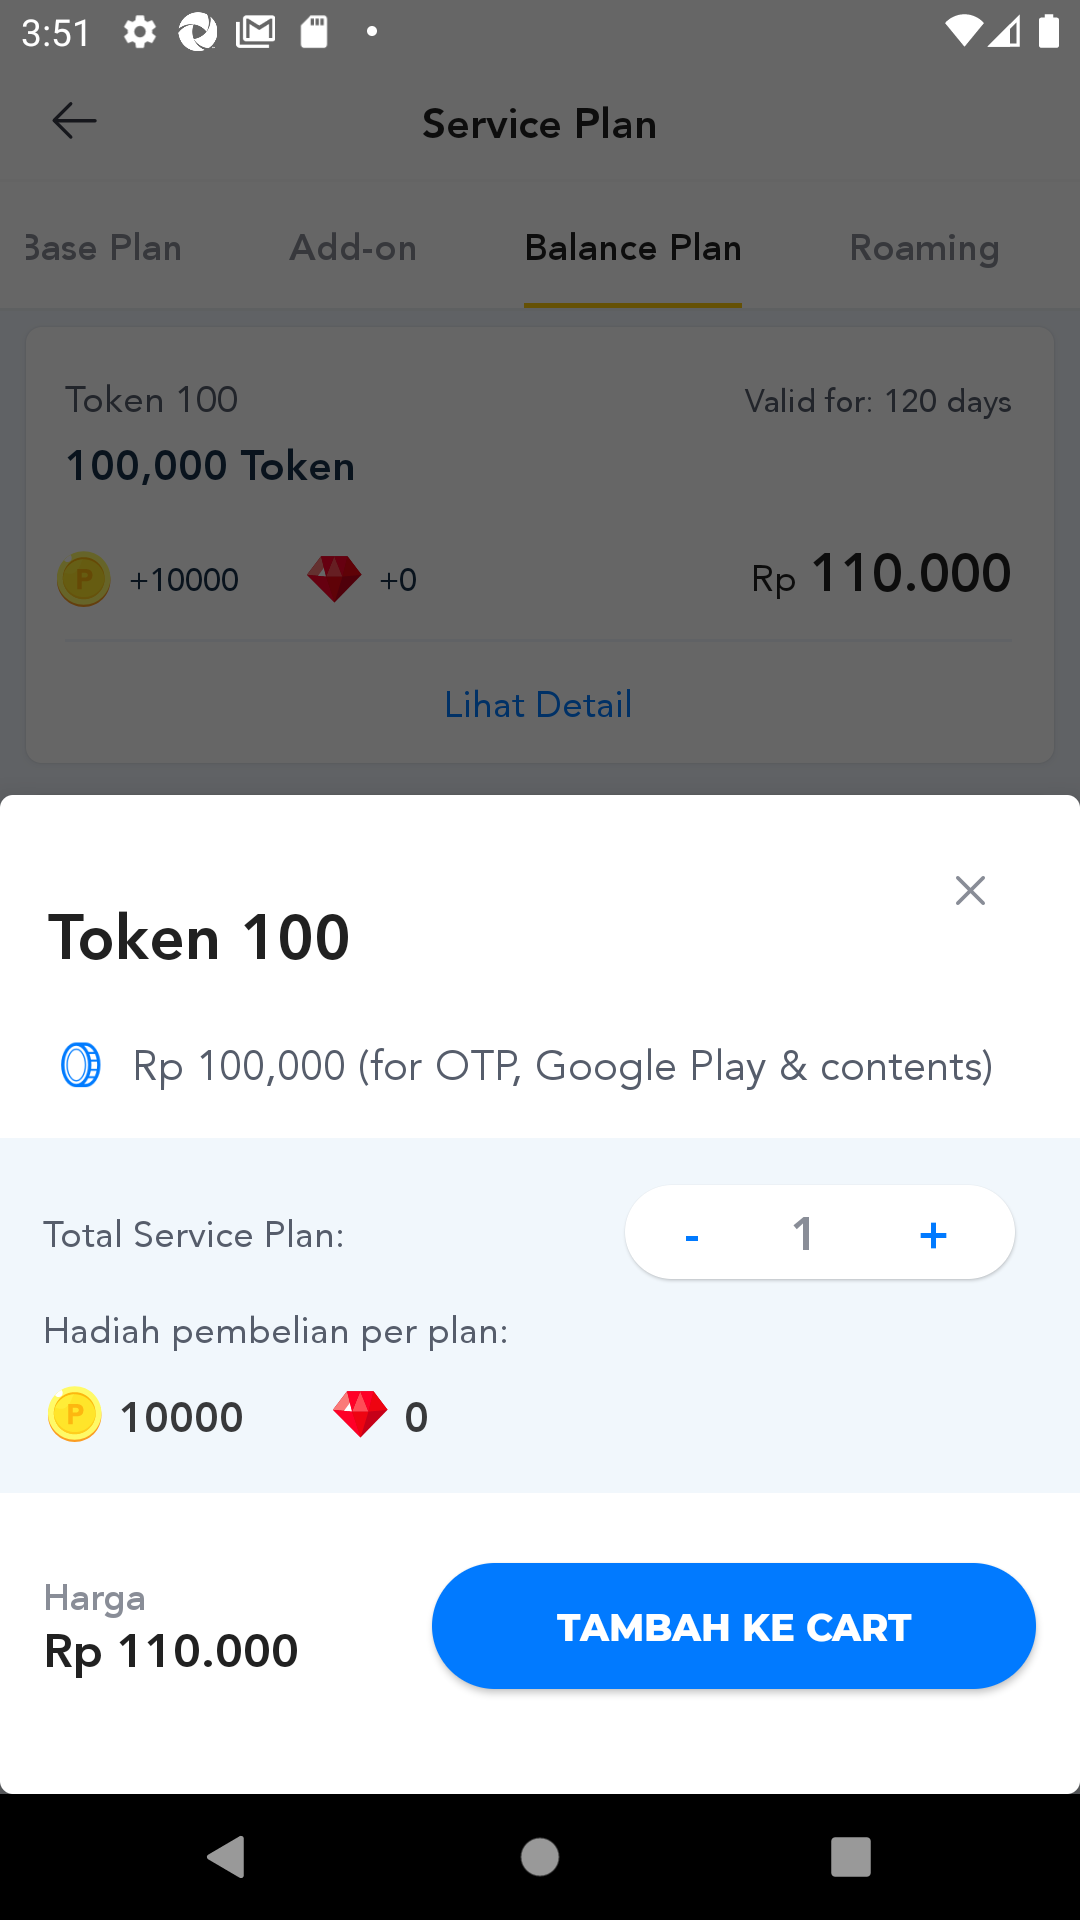 3:51
Service Plan
Base Plan Add-on Balance Plan Roaming
Token 100 Valid for: 120 days
100,000 Token
P +10000 +0 Rp 110.000
Lihat Detail
Token 100
Rp 100,000 (for OTP, Google Play & contents)
Total Service Plan: - 1 +
Hadiah pembelian per plan:
P 10000 0
Harga
Rp 110.000
TAMBAH KE CART